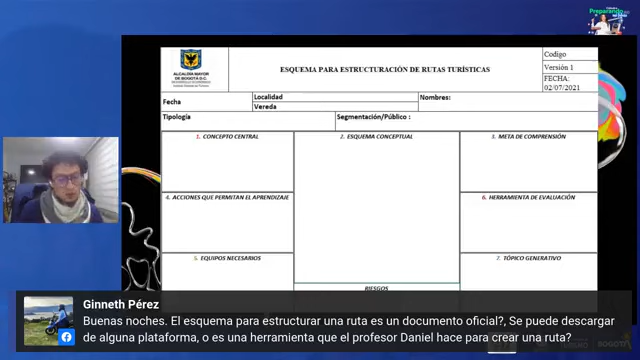 Preparando
ALCALDÍA MAYOR
DE BOGOTÁ D.C.
ESQUEMA PARA ESTRUCTURACIÓN DE RUTAS TURÍSTICAS
Codigo
Versión 1
FECHA:
02/07/2021
Fecha
Localidad
Vereda
Nombres:
Tipología
Segmentación/Público :
1. CONCEPTO CENTRAL
2. ESQUEMA CONCEPTUAL
3. META DE COMPRENSIÓN
4. ACCIONES QUE PERMITAN EL APRENDIZAJE
6. HERRAMIENTA DE EVALUACIÓN
5. EQUIPOS NECESARIOS
7. TÓPICO GENERATIVO
RIESGOS
Ginneth Pérez
Buenas noches. El esquema para estructurar una ruta es un documento oficial?, Se puede descargar
de alguna plataforma, o es una herramienta que el profesor Daniel hace para crear una ruta?
BOGOTÁ